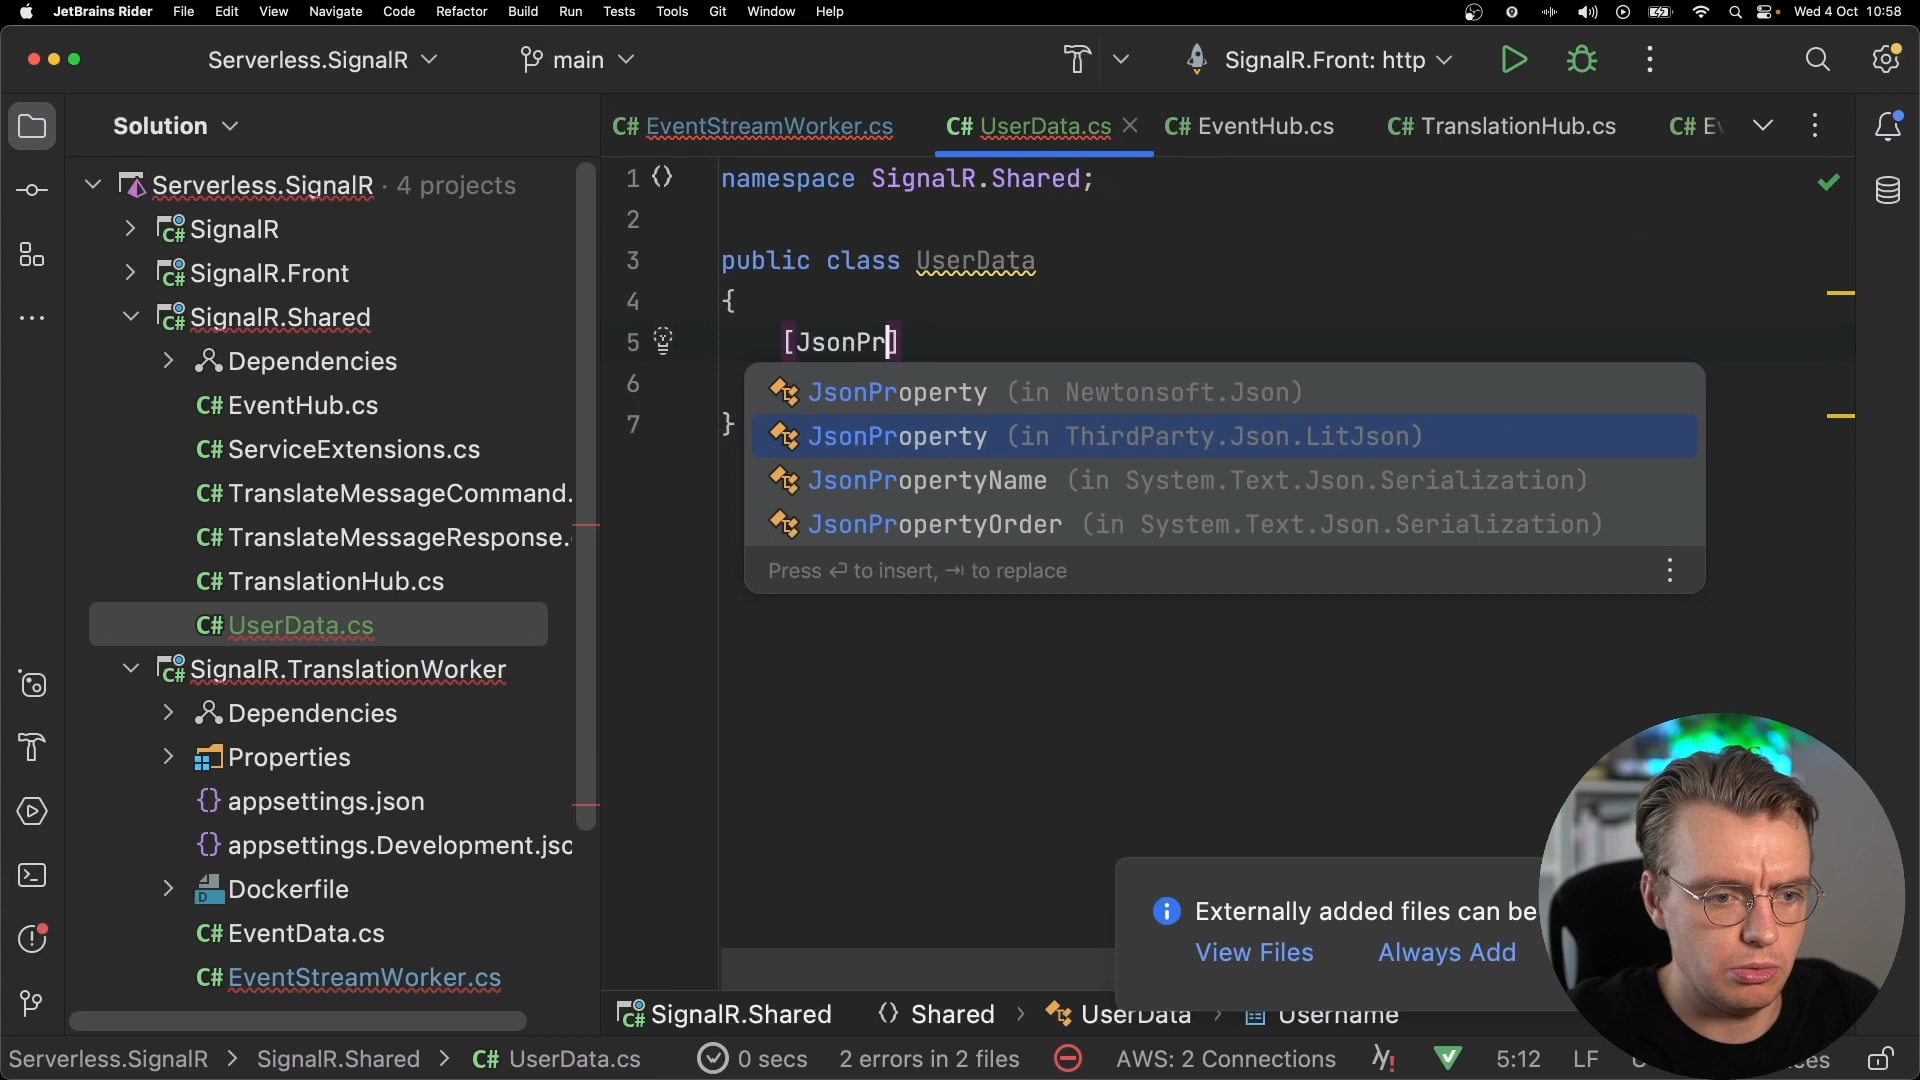 JetBrains Rider File Edit View Navigate Code Refactor Build Run Tests Tools Git Window Help Wed 4 Oct 10:58
Serverless.SignalR main SignalR.Front: http
Solution
C# EventStreamWorker.cs C# UserData.cs C# EventHub.cs C# TranslationHub.cs C# E
Serverless.SignalR · 4 projects
SignalR
SignalR.Front
SignalR.Shared
Dependencies
C# EventHub.cs
C# ServiceExtensions.cs
C# TranslateMessageCommand.
C# TranslateMessageResponse.
C# TranslationHub.cs
C# UserData.cs
SignalR.TranslationWorker
Dependencies
Properties
{} appsettings.json
{} appsettings.Development.jsc
Dockerfile
C# EventData.cs
C# EventStreamWorker.cs
1 namespace SignalR.Shared;
2
3 public class UserData
4 {
5 [JsonPr]
6
7 }
JsonProperty (in Newtonsoft.Json)
JsonProperty (in ThirdParty.Json.LitJson)
JsonPropertyName (in System.Text.Json.Serialization)
JsonPropertyOrder (in System.Text.Json.Serialization)
Press ↵ to insert, ⇥ to replace
Externally added files can be
View Files Always Add
SignalR.Shared Shared UserData Username
Serverless.SignalR SignalR.Shared C# UserData.cs 0 secs 2 errors in 2 files AWS: 2 Connections 5:12 LF